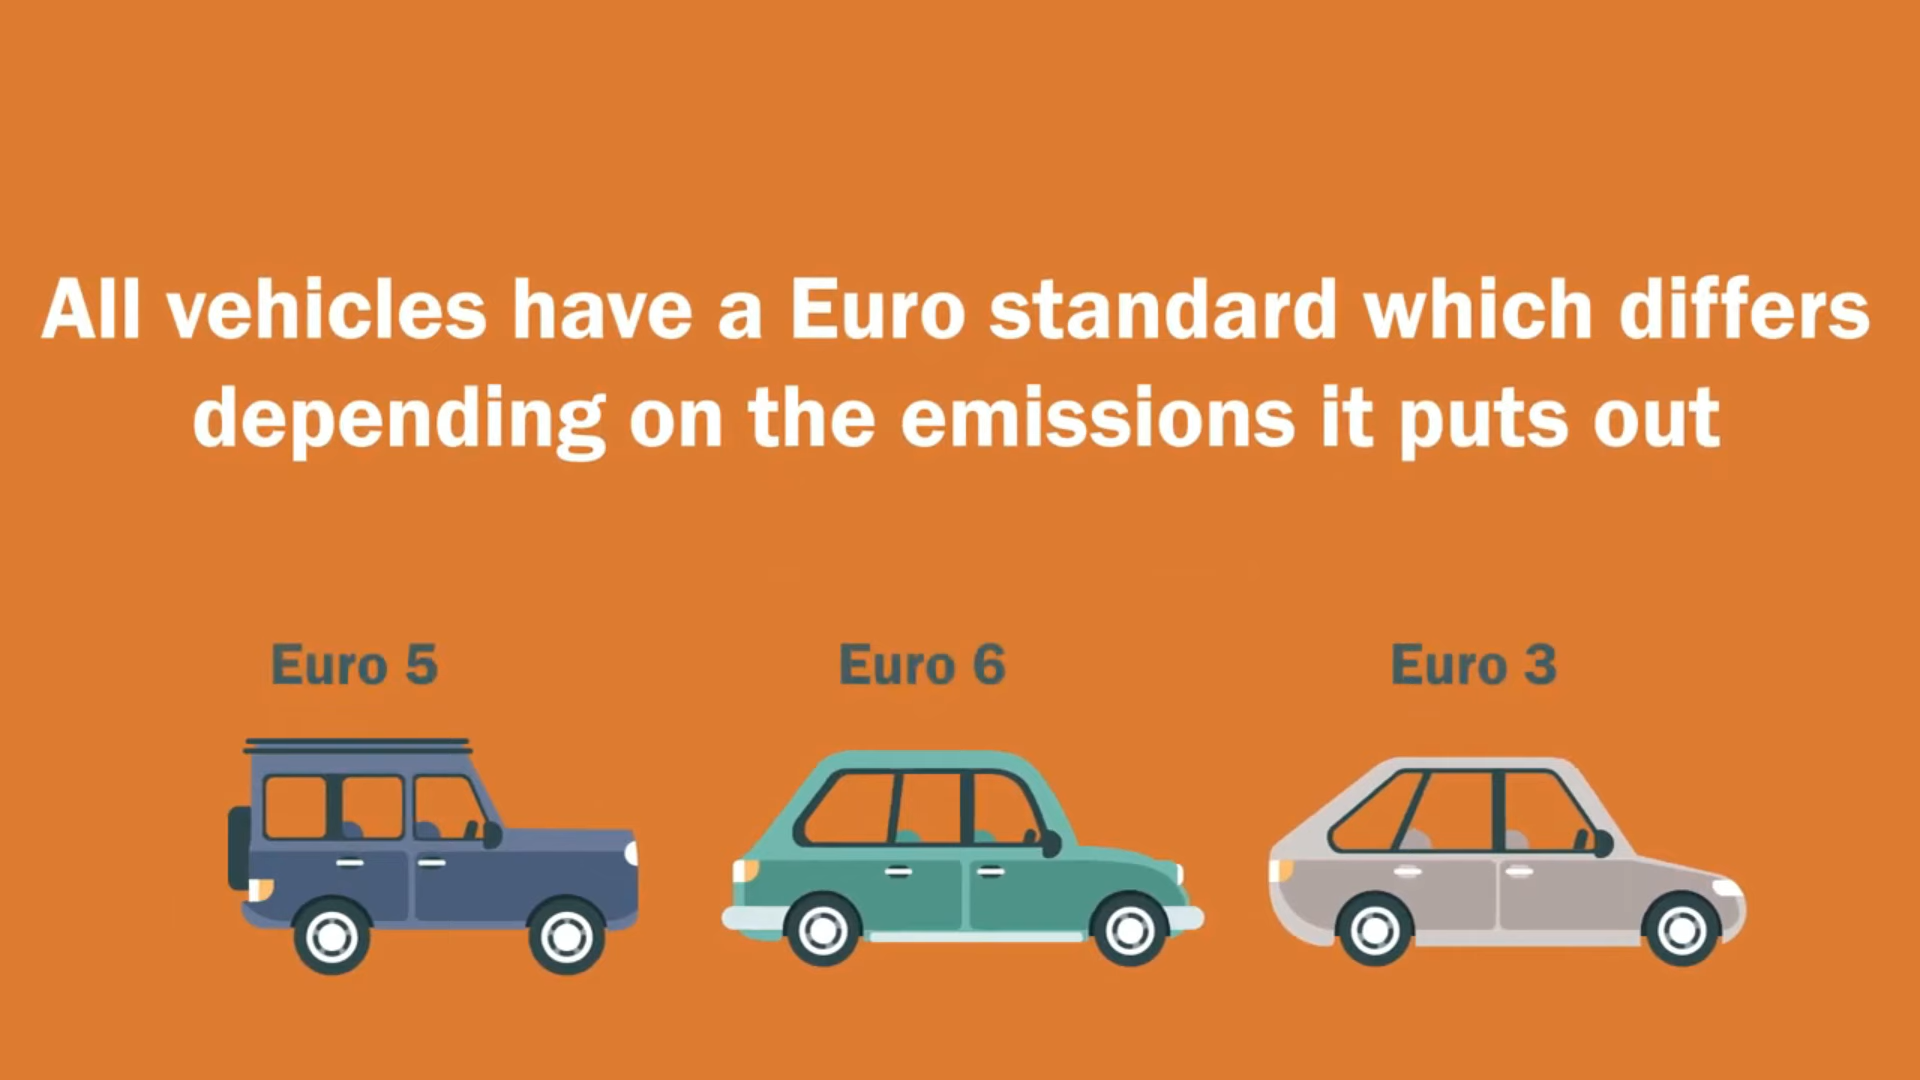 All vehicles have a Euro standard which differs
depending on the emissions it puts out
Euro 5
Euro 6
Euro 3